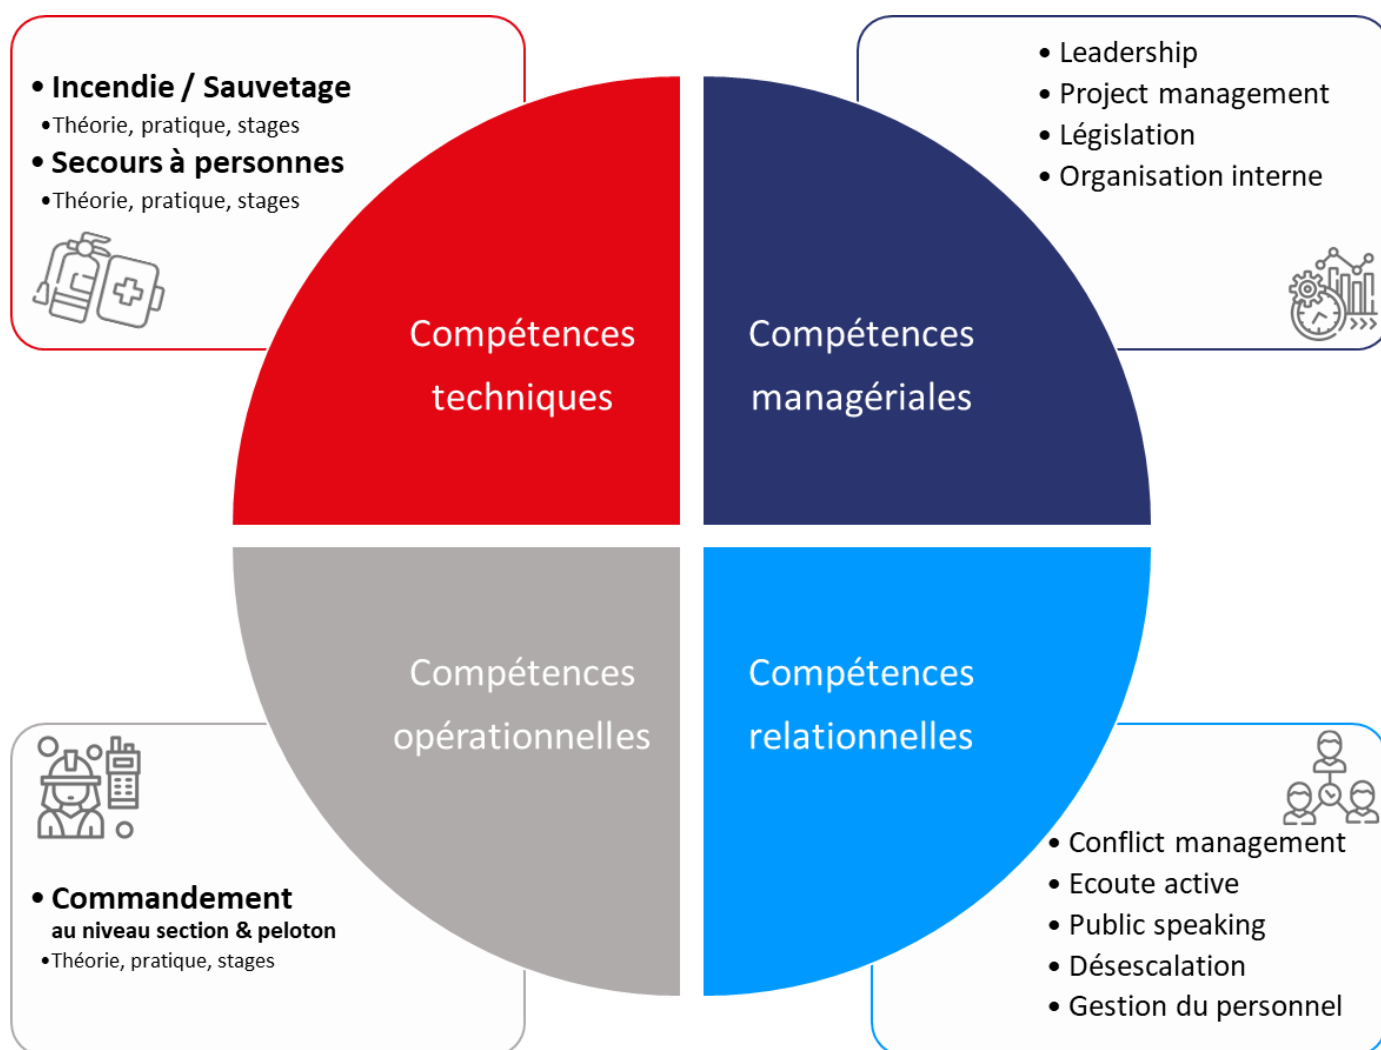 • Incendie / Sauvetage
•Théorie, pratique, stages
• Secours à personnes
•Théorie, pratique, stages
• Leadership
• Project management
• Législation
• Organisation interne
Compétences
techniques
Compétences
managériales
Compétences
opérationnelles
Compétences
relationnelles
• Commandement
au niveau section & peloton
•Théorie, pratique, stages
• Conflict management
• Ecoute active
• Public speaking
• Désescalation
• Gestion du personnel